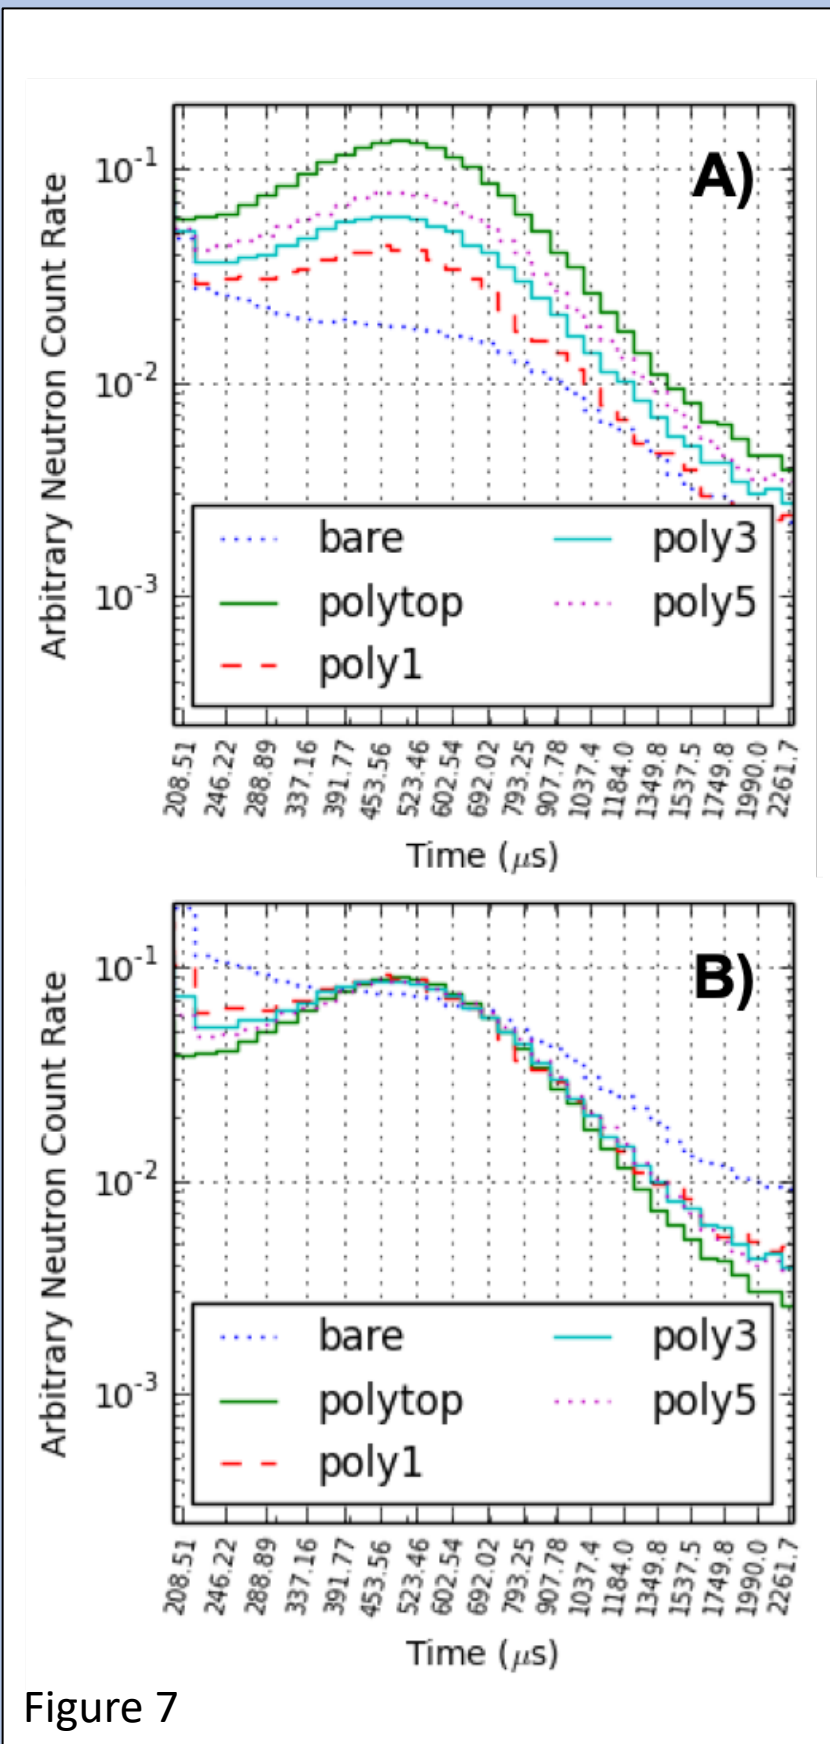 A)
Arbitrary Neutron Count Rate
10⁻¹
10⁻²
10⁻³
bare
polytop
poly1
poly3
poly5
208.51 246.22 288.89 337.16 391.77 453.56 523.46 602.54 692.02 793.25 907.78 1037.4 1184.0 1349.8 1537.5 1749.8 1990.0 2261.7
Time (μs)
B)
Arbitrary Neutron Count Rate
10⁻¹
10⁻²
10⁻³
bare
polytop
poly1
poly3
poly5
208.51 246.22 288.89 337.16 391.77 453.56 523.46 602.54 692.02 793.25 907.78 1037.4 1184.0 1349.8 1537.5 1749.8 1990.0 2261.7
Time (μs)
Figure 7